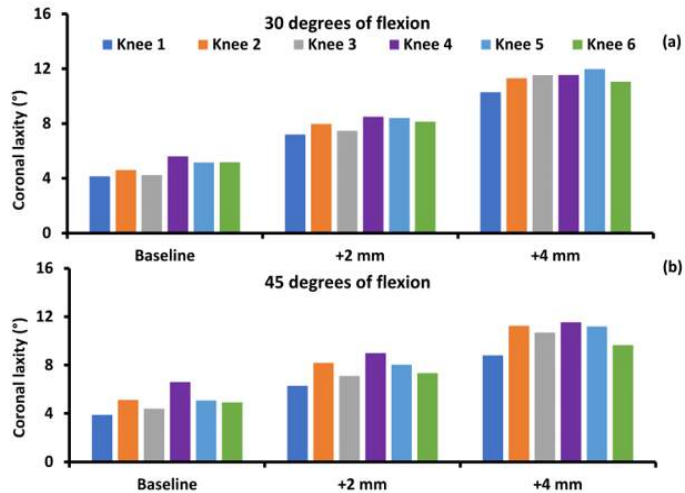 30 degrees of flexion
(a)
Knee 1 Knee 2 Knee 3 Knee 4 Knee 5 Knee 6
Coronal laxity (°)
16
12
8
4
0
Baseline +2 mm +4 mm
45 degrees of flexion
(b)
Coronal laxity (°)
16
12
8
4
0
Baseline +2 mm +4 mm